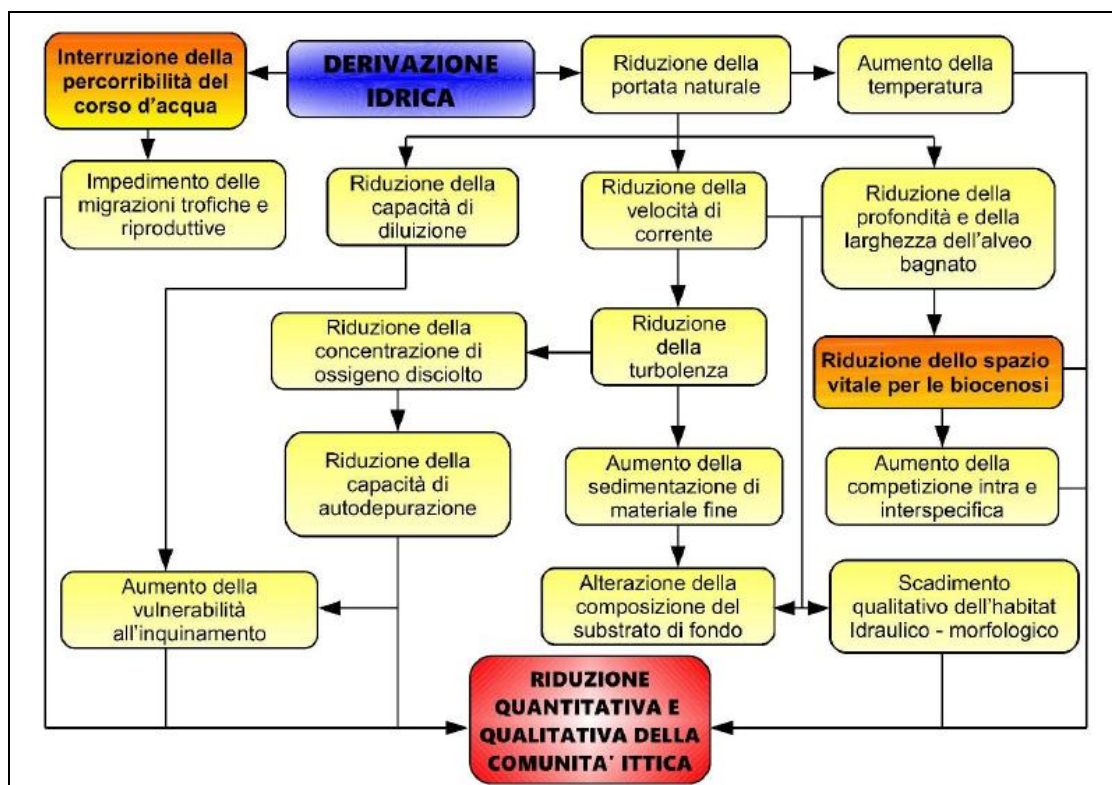 Interruzione della
percorribilità del
corso d'acqua
DERIVAZIONE
IDRICA
Riduzione della
portata naturale
Aumento della
temperatura
Impedimento delle
migrazioni trofiche e
riproduttive
Riduzione della
capacità di
diluizione
Riduzione della
velocità di
corrente
Riduzione della
profondità e della
larghezza dell'alveo
bagnato
Riduzione della
concentrazione di
ossigeno disciolto
Riduzione
della
turbolenza
Riduzione dello spazio
vitale per le biocenosi
Riduzione della
capacità di
autodepurazione
Aumento della
sedimentazione di
materiale fine
Aumento della
competizione intra e
interspecifica
Aumento della
vulnerabilità
all'inquinamento
Alterazione della
composizione del
substrato di fondo
Scadimento
qualitativo dell'habitat
Idraulico - morfologico
RIDUZIONE
QUANTITATIVA E
QUALITATIVA DELLA
COMUNITA' ITTICA